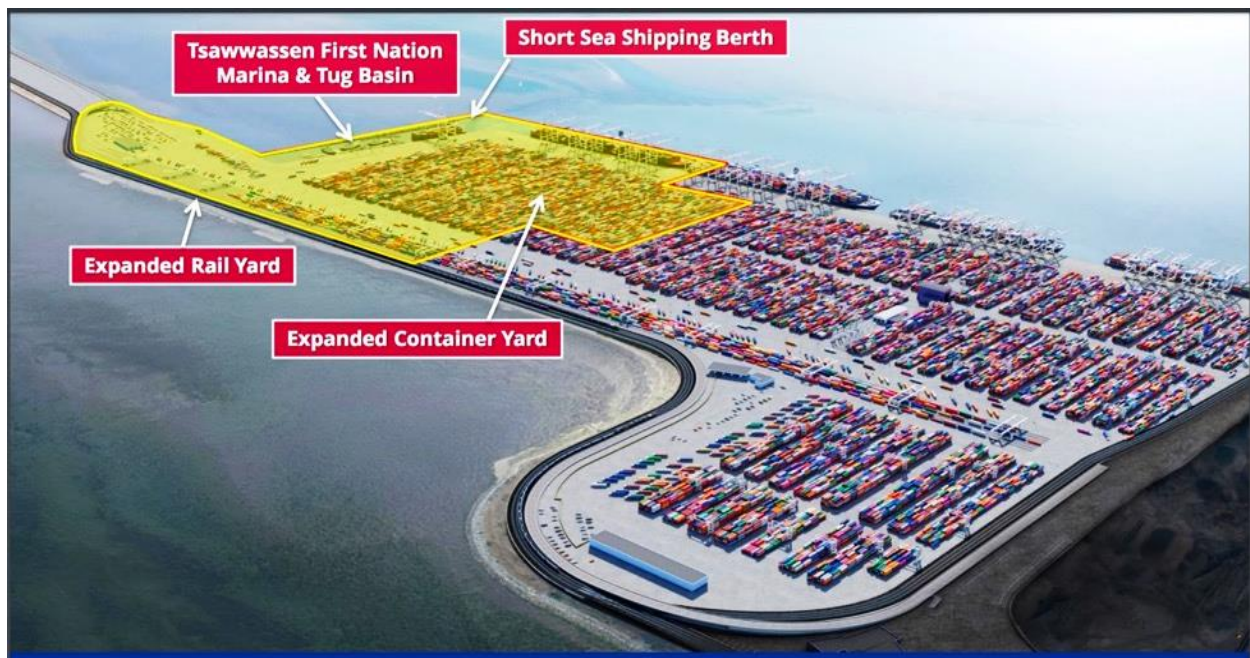 Tsawwassen First Nation
Marina & Tug Basin
Short Sea Shipping Berth
Expanded Rail Yard
Expanded Container Yard